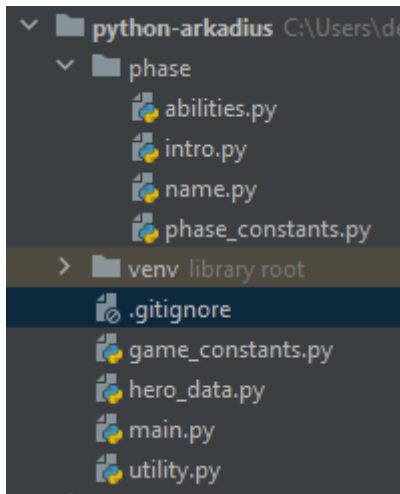 python-arkadius C:\Users\de
phase
abilities.py
intro.py
name.py
phase_constants.py
venv library root
.gitignore
game_constants.py
hero_data.py
main.py
utility.py